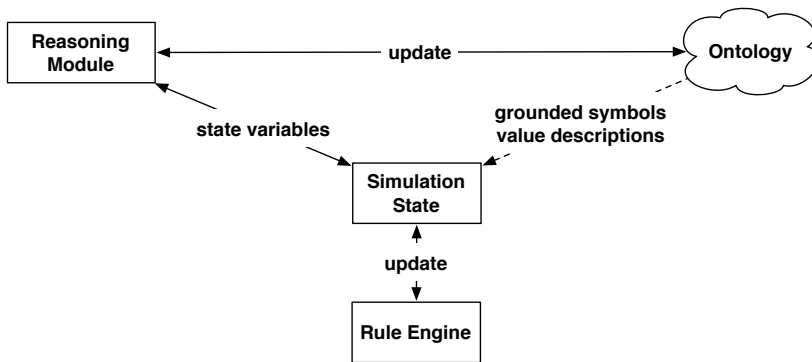 Reasoning
Module
update
Ontology
grounded symbols
value descriptions
state variables
Simulation
State
update
Rule Engine